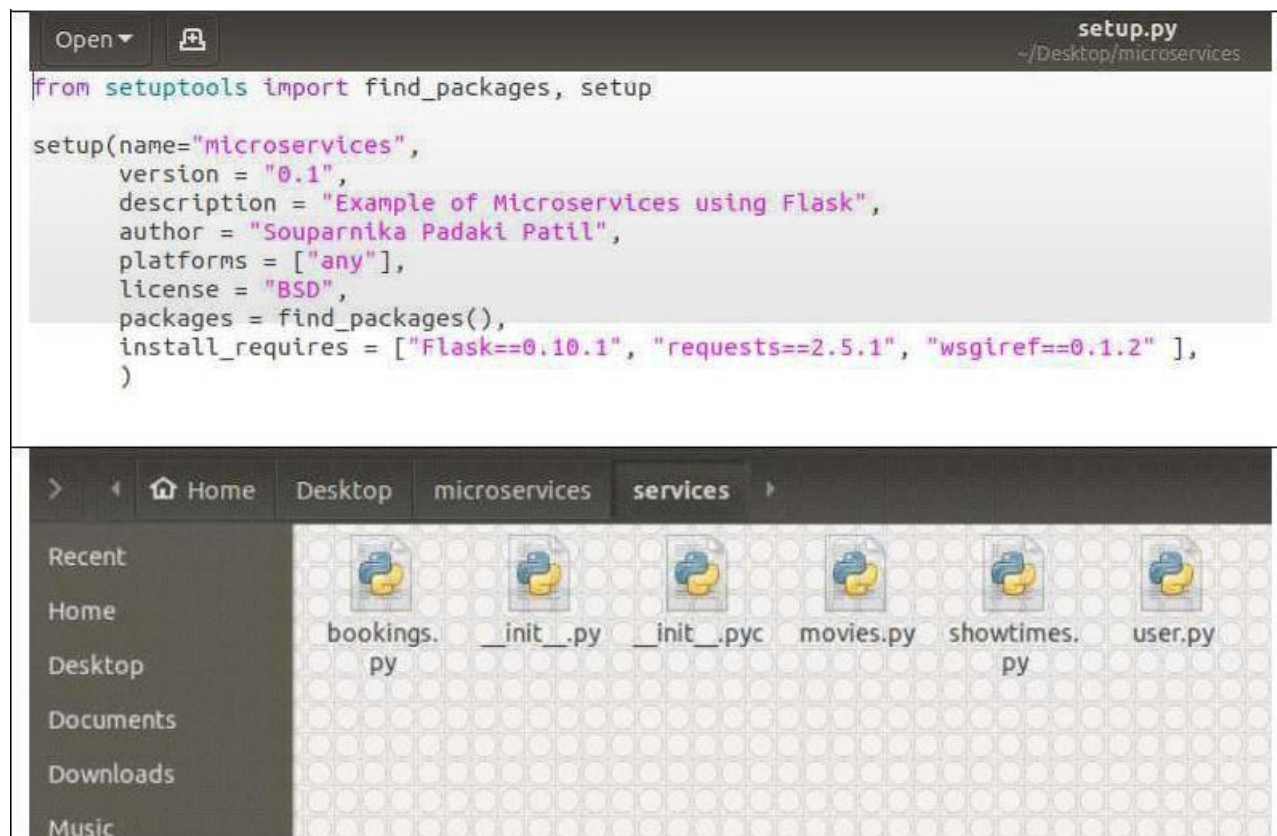 Open
setup.py
~/Desktop/microservices
from setuptools import find_packages, setup
setup(name="microservices",
version = "0.1",
description = "Example of Microservices using Flask",
author = "Souparnika Padaki Patil",
platforms = ["any"],
license = "BSD",
packages = find_packages(),
install_requires = ["Flask==0.10.1", "requests==2.5.1", "wsgiref==0.1.2" ],
)
Home Desktop microservices services
Recent
Home
Desktop
Documents
Downloads
Music
bookings.
py
__init__.py
__init__.pyc
movies.py
showtimes.
py
user.py